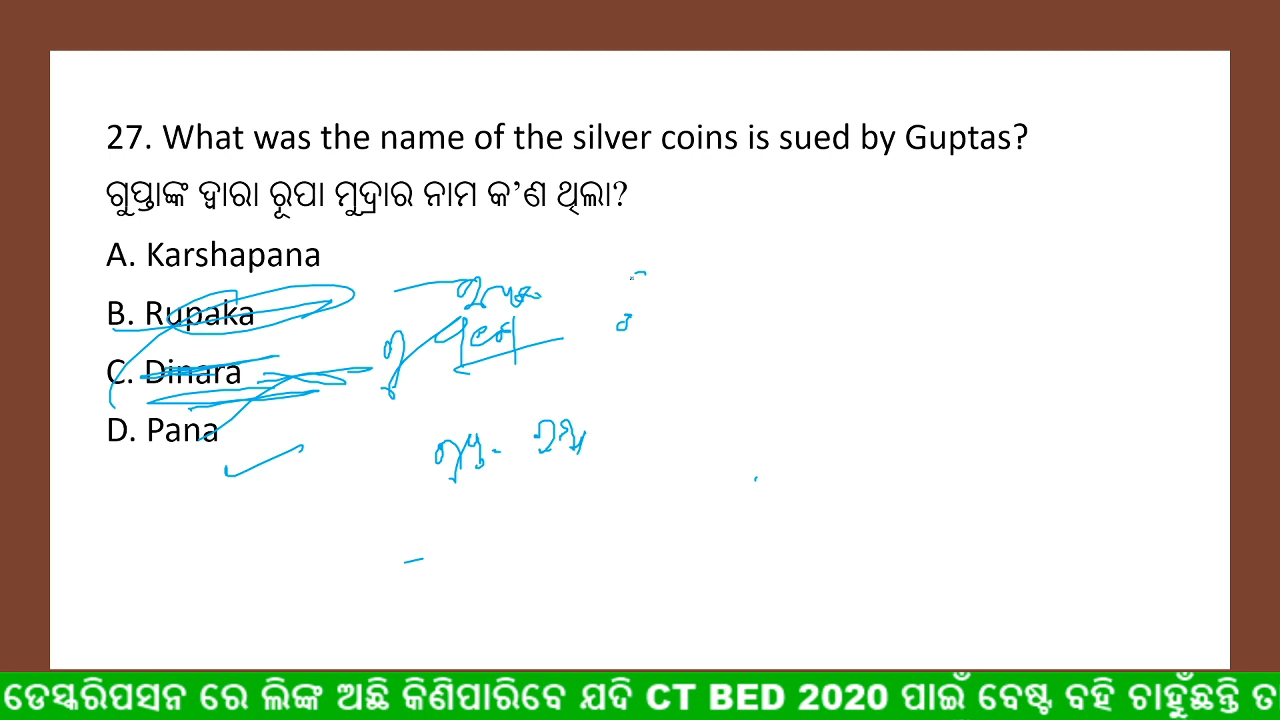 27. What was the name of the silver coins is sued by Guptas?
ଗୁପ୍ତାଙ୍କ ଦ୍ୱାରା ରୂପା ମୁଦ୍ରାର ନାମ କ'ଣ ଥିଲା?
A. Karshapana
B. Rupaka
C. Dinara
D. Pana
ଡେସ୍କରିପସନ ରେ ଲିଙ୍କ ଅଛି କିଣିପାରିବେ ଯଦି CT BED 2020 ପାଇଁ ବେଷ୍ଟ ବହି ଚାହୁଁଛନ୍ତି ତ